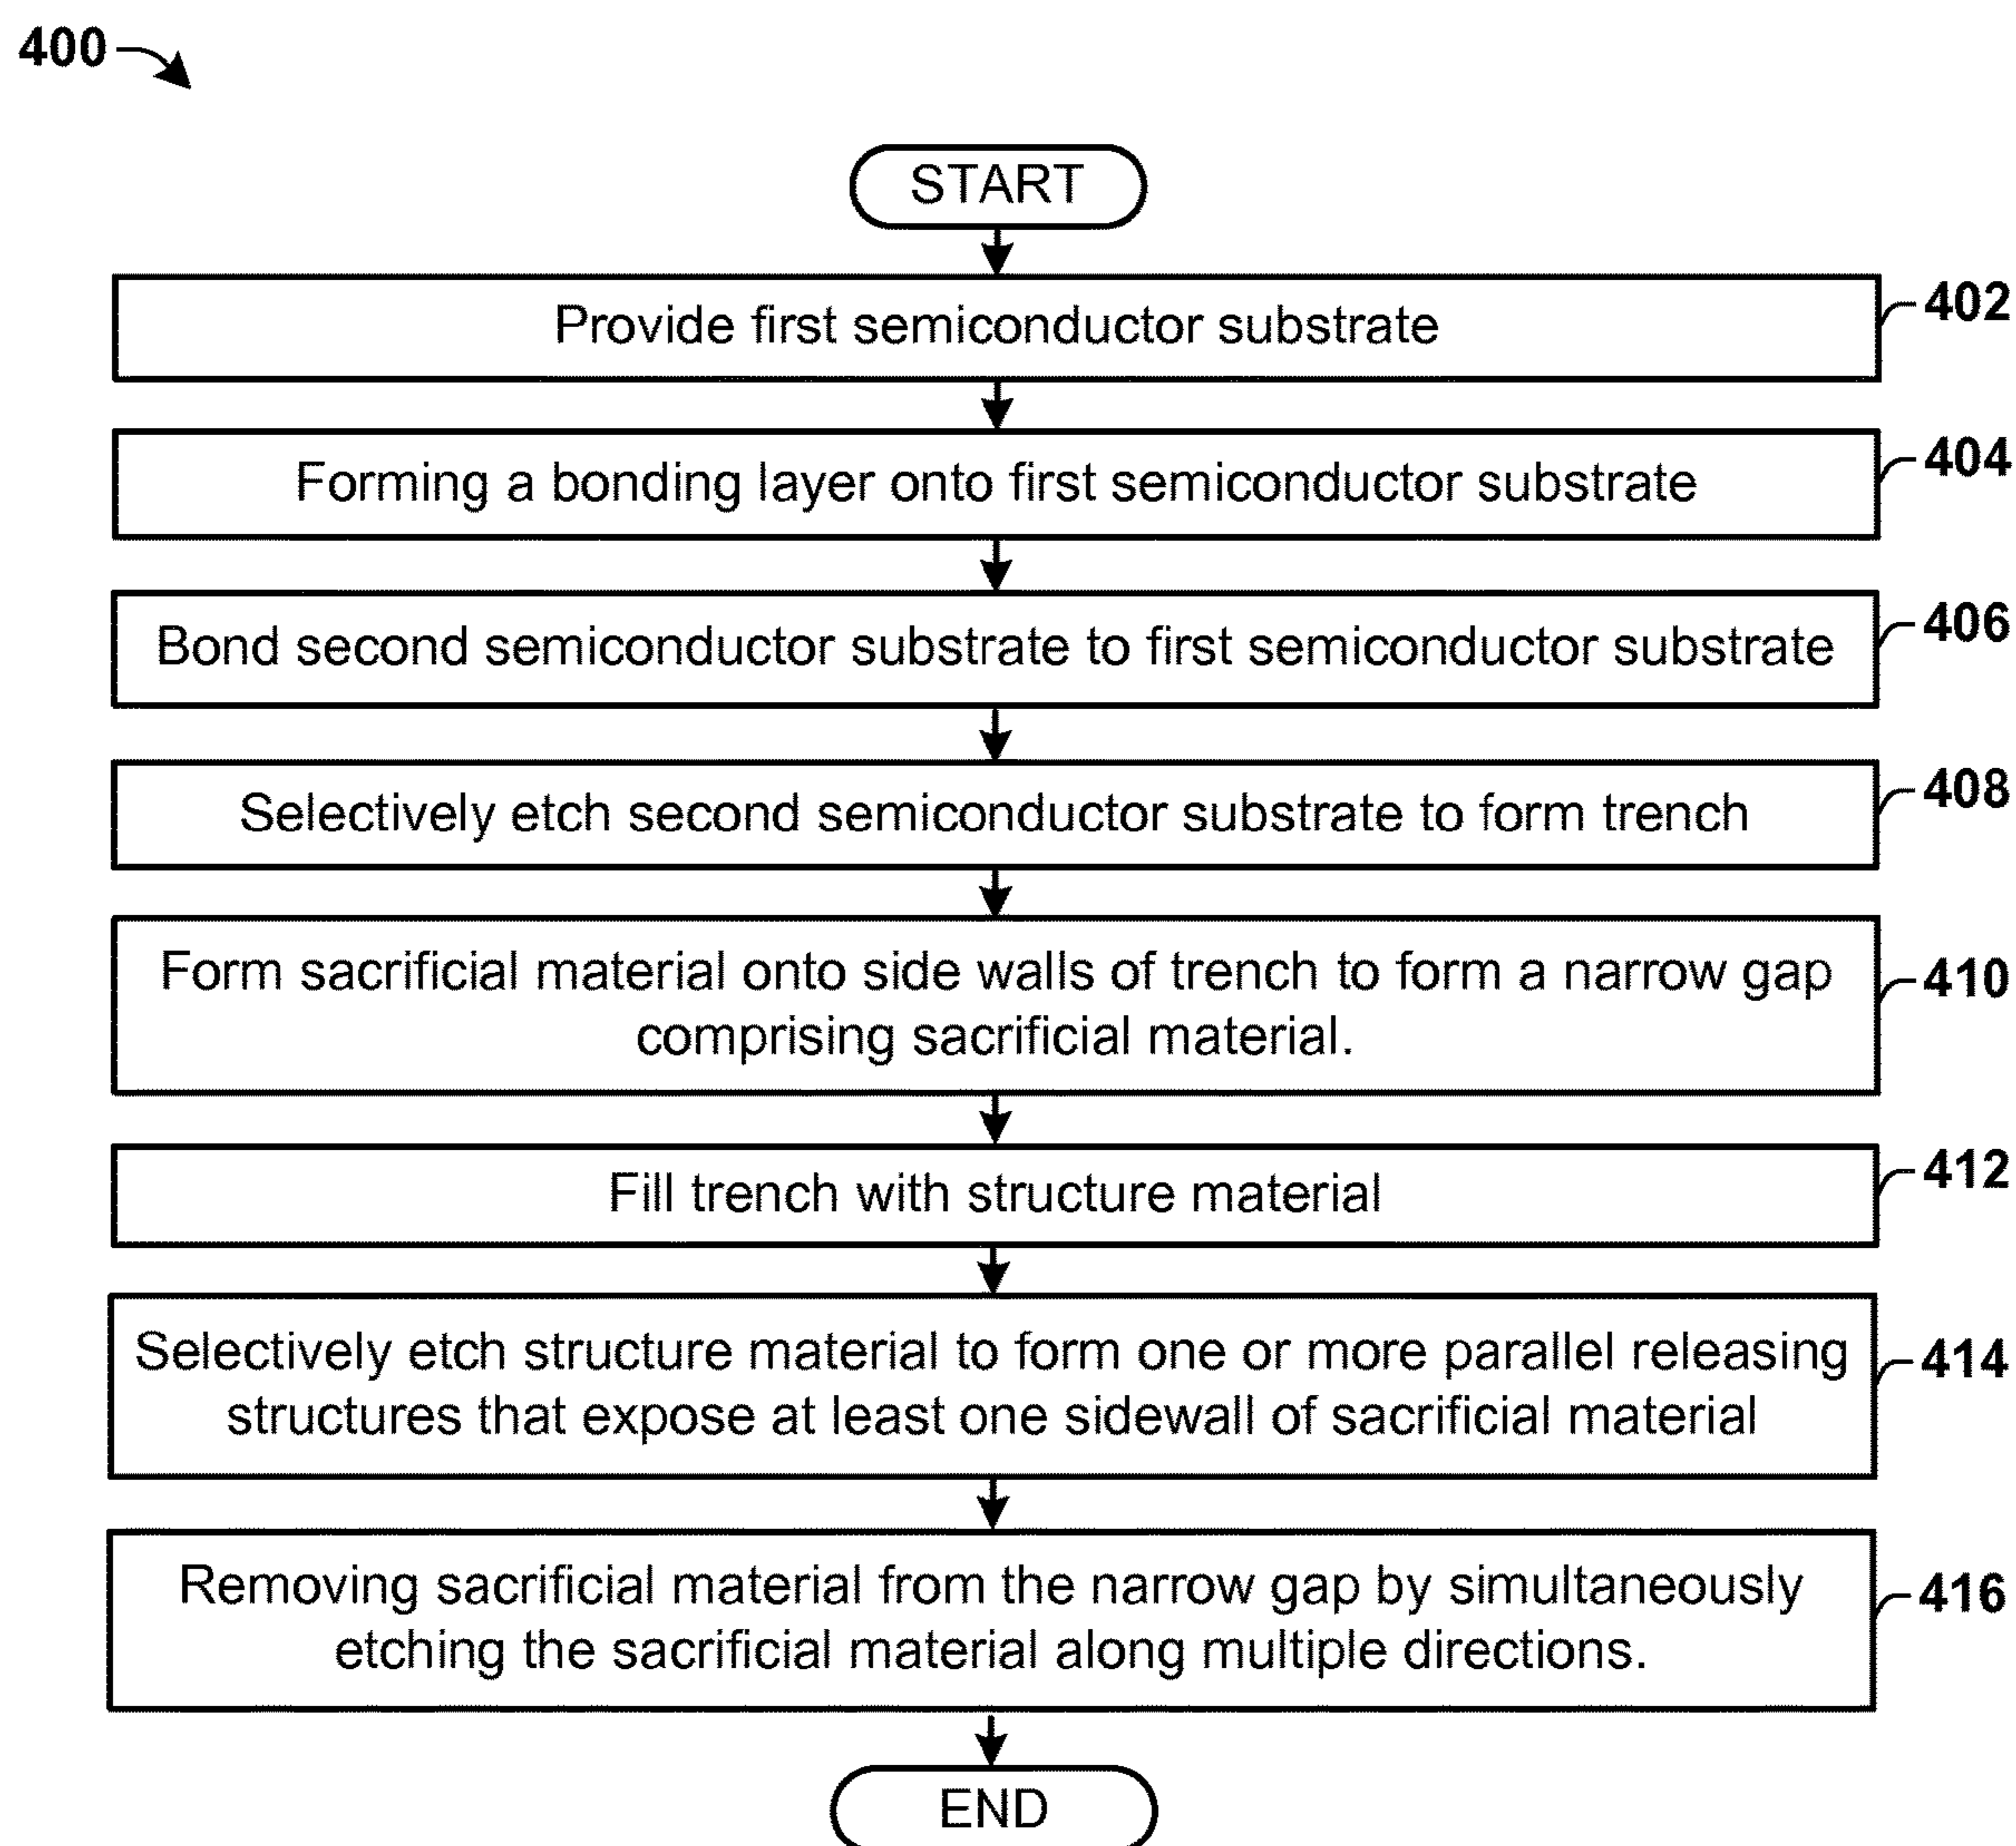 400
START
Provide first semiconductor substrate
402
Forming a bonding layer onto first semiconductor substrate
404
Bond second semiconductor substrate to first semiconductor substrate
406
Selectively etch second semiconductor substrate to form trench
408
Form sacrificial material onto side walls of trench to form a narrow gap
comprising sacrificial material.
410
Fill trench with structure material
412
Selectively etch structure material to form one or more parallel releasing
structures that expose at least one sidewall of sacrificial material
414
Removing sacrificial material from the narrow gap by simultaneously
etching the sacrificial material along multiple directions.
416
END